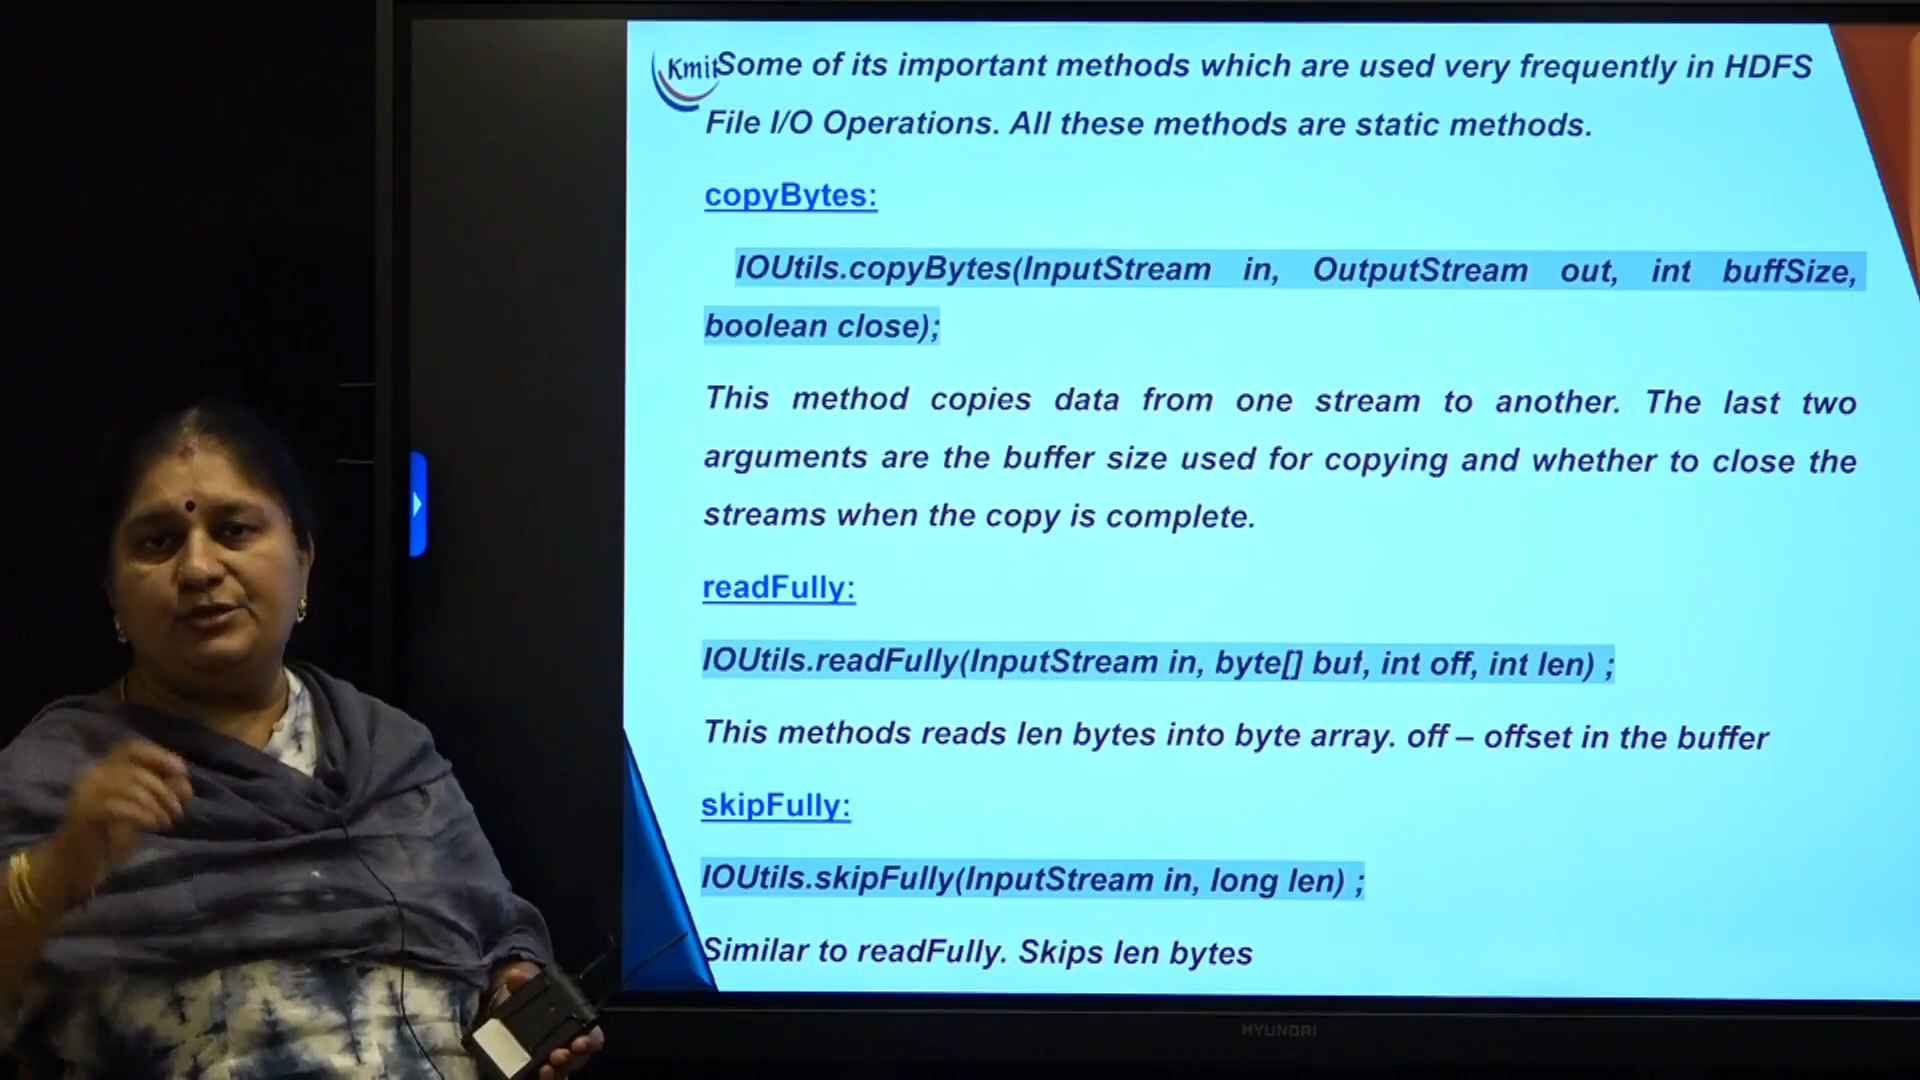 Kmit
Some of its important methods which are used very frequently in HDFS
File I/O Operations. All these methods are static methods.
copyBytes:
IOUtils.copyBytes(InputStream in, OutputStream out, int buffSize,
boolean close);
This method copies data from one stream to another. The last two
arguments are the buffer size used for copying and whether to close the
streams when the copy is complete.
readFully:
IOUtils.readFully(InputStream in, byte[] buf, int off, int len) ;
This methods reads len bytes into byte array. off – offset in the buffer
skipFully:
IOUtils.skipFully(InputStream in, long len) ;
Similar to readFully. Skips len bytes
HYUNDAI